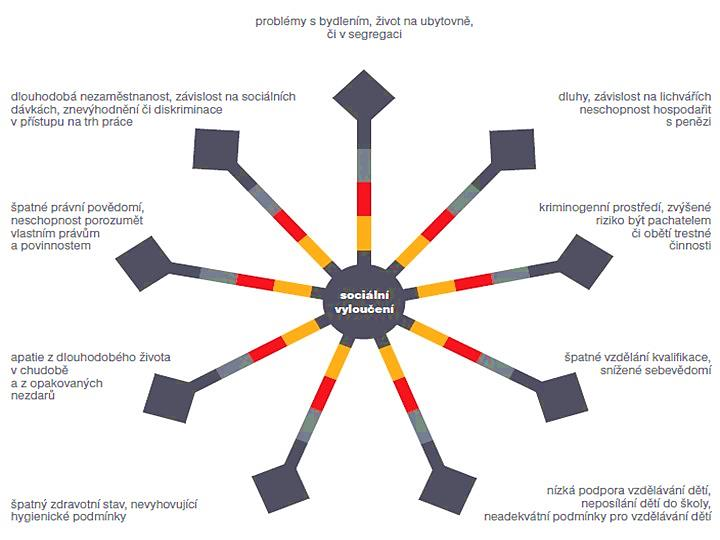 problémy s bydlením, život na ubytovně,
či v segregaci
dlouhodobá nezaměstnanost, závislost na sociálních
dávkách, znevýhodnění či diskriminace
v přístupu na trh práce
dluhy, závislost na lichvářích
neschopnost hospodařit
s penězi
špatné právní povědomí,
neschopnost porozumět
vlastním právům
a povinnostem
kriminogenní prostředí, zvýšené
riziko být pachatelem
či obětí trestné
činnosti
sociální
vyloučení
apatie z dlouhodobého života
v chudobě
a z opakovaných
nezdarů
špatné vzdělání kvalifikace,
snížené sebevědomí
špatný zdravotní stav, nevyhovující
hygienické podmínky
nízká podpora vzdělávání dětí,
neposílání dětí do školy,
neadekvátní podmínky pro vzdělávání dětí